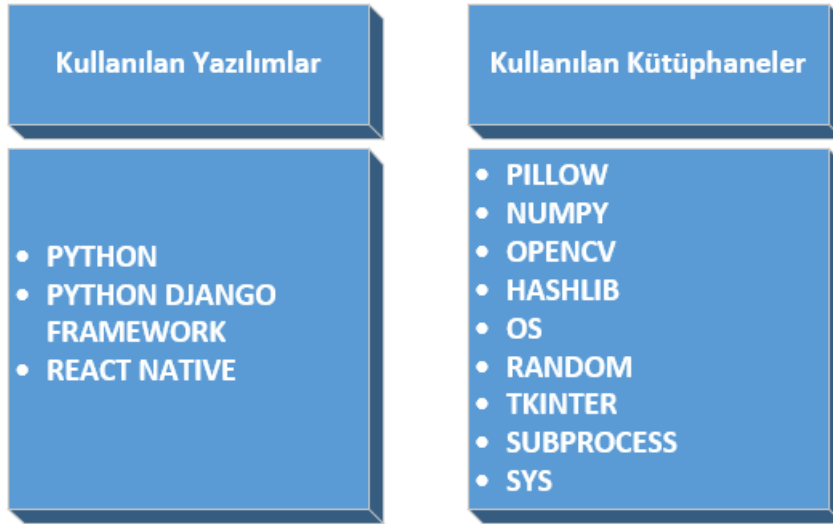 Kullanılan Yazılımlar
• PYTHON
• PYTHON DJANGO
FRAMEWORK
• REACT NATIVE
Kullanılan Kütüphaneler
• PILLOW
• NUMPY
• OPENCV
• HASHLIB
• OS
• RANDOM
• TKINTER
• SUBPROCESS
• SYS